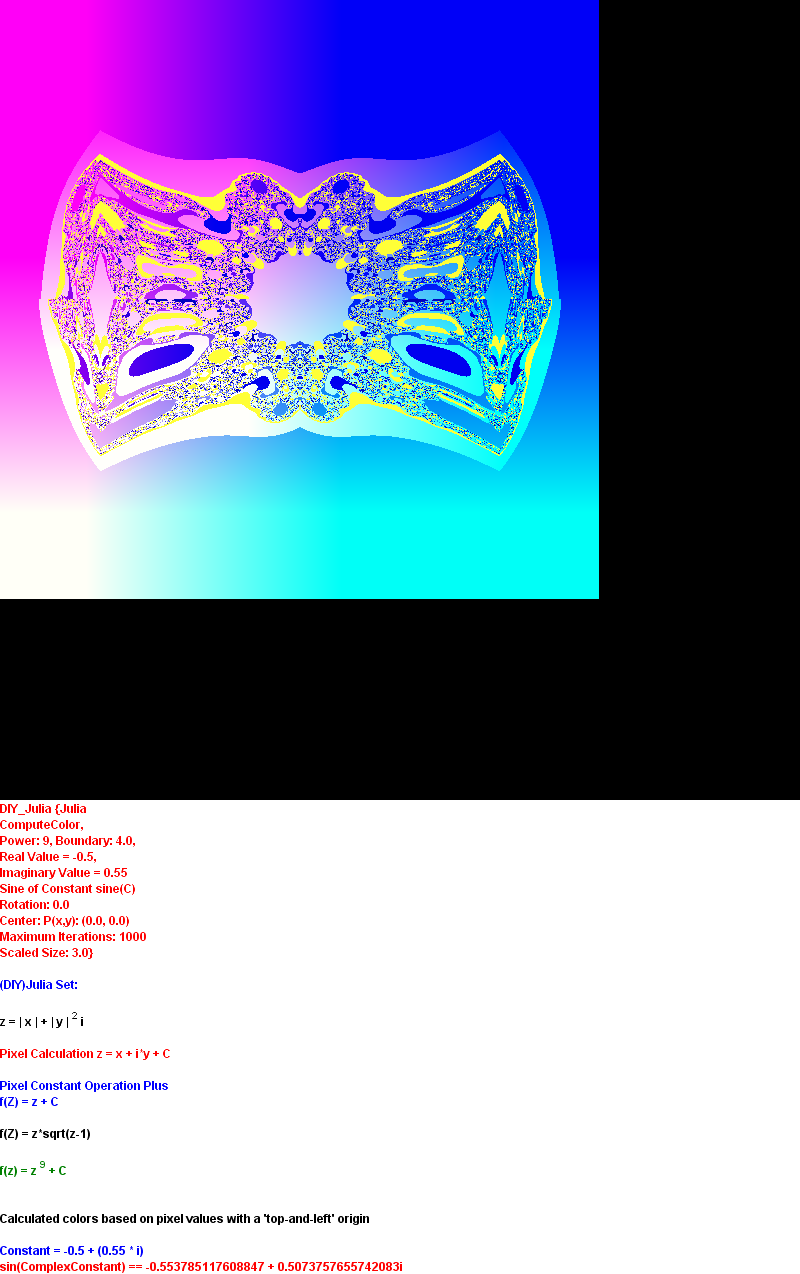 DIY_Julia {Julia
ComputeColor,
Power: 9, Boundary: 4.0,
Real Value = -0.5,
Imaginary Value = 0.55
Sine of Constant sine(C)
Rotation: 0.0
Center: P(x,y): (0.0, 0.0)
Maximum Iterations: 1000
Scaled Size: 3.0}
(DIY)Julia Set:
z = | x | + | y | ² i
Pixel Calculation z = x + i*y + C
Pixel Constant Operation Plus
f(Z) = z + C
f(Z) = z*sqrt(z-1)
f(z) = z ⁹ + C
Calculated colors based on pixel values with a 'top-and-left' origin
Constant = -0.5 + (0.55 * i)
sin(ComplexConstant) == -0.553785117608847 + 0.5073757655742083i